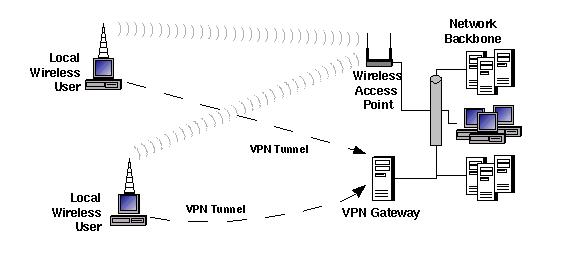 Network
Backbone
Local
Wireless
User
Wireless
Access
Point
VPN Tunnel
Local
Wireless
User
VPN Tunnel
VPN Gateway